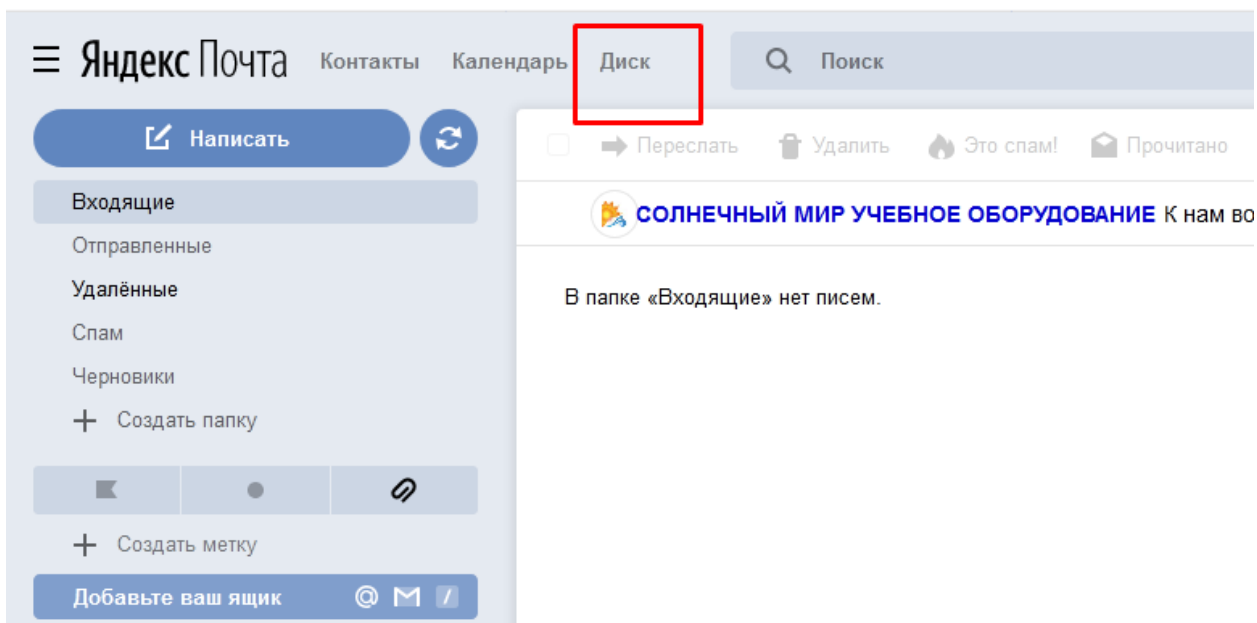 Яндекс Почта Контакты Календарь Диск Поиск
Написать
Переслать Удалить Это спам! Прочитано
Входящие
СОЛНЕЧНЫЙ МИР УЧЕБНОЕ ОБОРУДОВАНИЕ К нам во
Отправленные
Удалённые
В папке «Входящие» нет писем.
Спам
Черновики
Создать папку
Создать метку
Добавьте ваш ящик